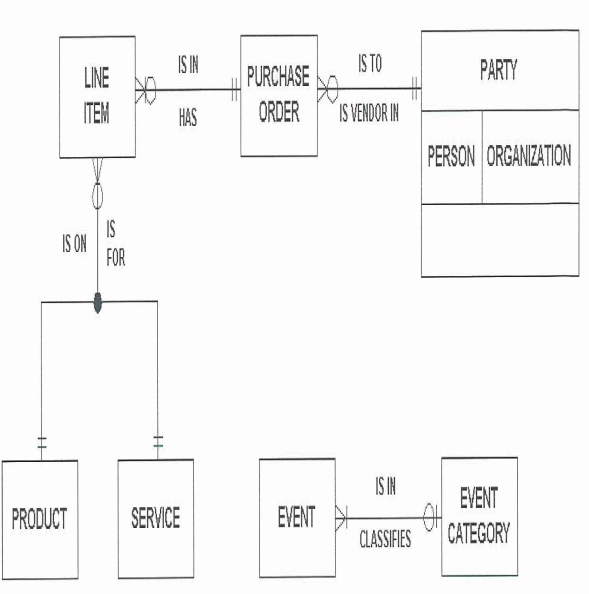 LINE
ITEM
IS IN
HAS
PURCHASE
ORDER
IS TO
IS VENDOR IN
PARTY
PERSON
ORGANIZATION
IS ON
IS
FOR
PRODUCT
SERVICE
EVENT
IS IN
CLASSIFIES
EVENT
CATEGORY